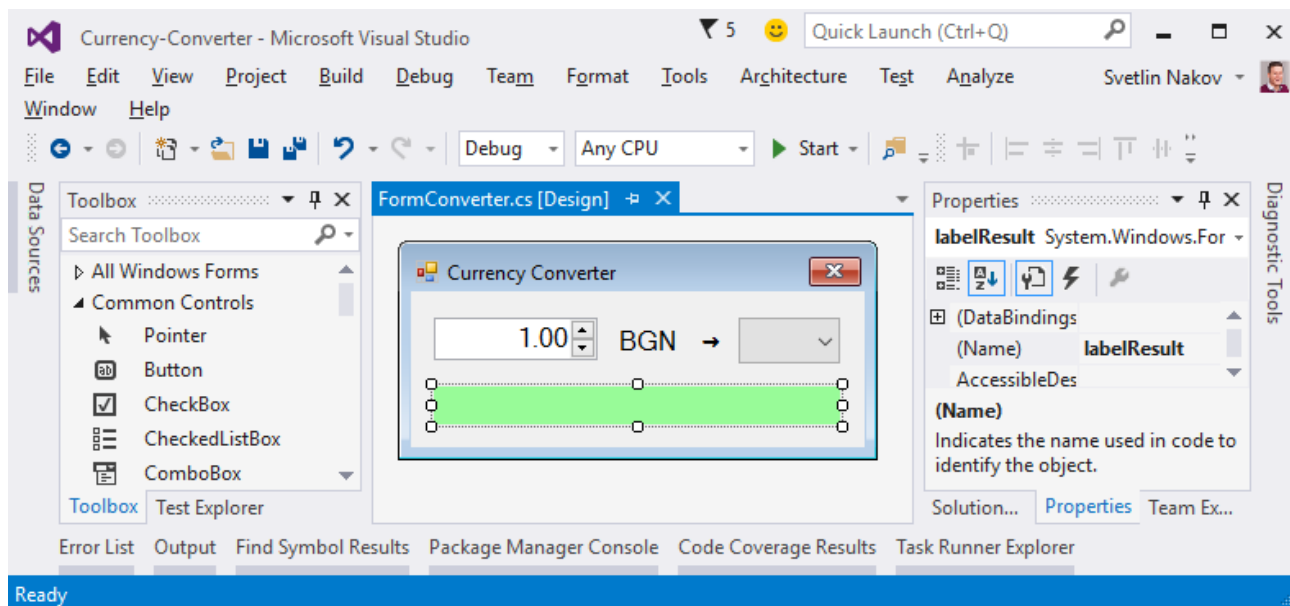 Currency-Converter - Microsoft Visual Studio
5
Quick Launch (Ctrl+Q)
File Edit View Project Build Debug Team Format Tools Architecture Test Analyze
Svetlin Nakov
Window Help
Debug
Any CPU
Start
Data Sources
Toolbox
Search Toolbox
All Windows Forms
Common Controls
Pointer
Button
CheckBox
CheckedListBox
ComboBox
Toolbox Test Explorer
FormConverter.cs [Design]
Currency Converter
1.00 BGN →
Properties
labelResult System.Windows.For
(DataBindings
(Name) labelResult
AccessibleDes
(Name)
Indicates the name used in code to
identify the object.
Solution... Properties Team Ex...
Diagnostic Tools
Error List Output Find Symbol Results Package Manager Console Code Coverage Results Task Runner Explorer
Ready